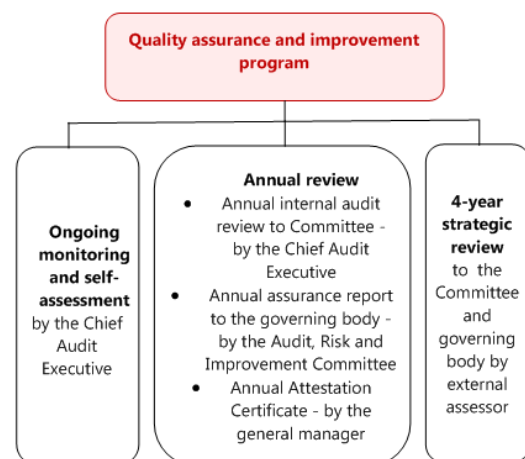 Quality assurance and improvement
program
Ongoing
monitoring
and self-
assessment
by the Chief
Audit
Executive
Annual review
• Annual internal audit
review to Committee -
by the Chief Audit
Executive
• Annual assurance report
to the governing body -
by the Audit, Risk and
Improvement Committee
• Annual Attestation
Certificate - by the
general manager
4-year
strategic
review
to the
Committee
and
governing
body by
external
assessor